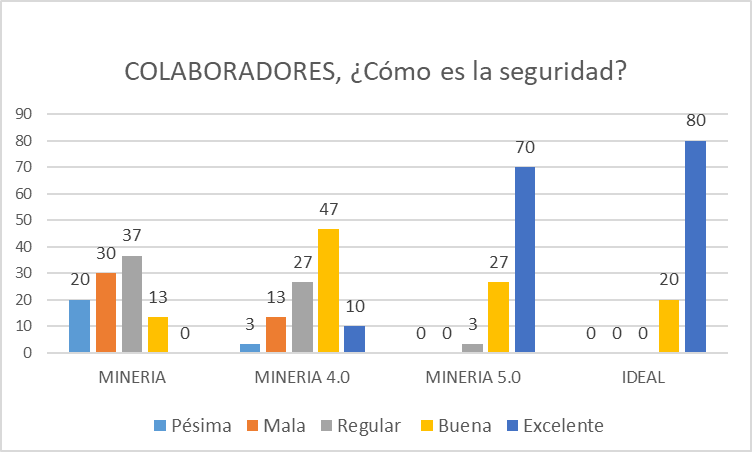 COLABORADORES, ¿Cómo es la seguridad?
90
80
70
60
50
40
30
20
10
0
20 30 37 13 0
3 13 27 47 10
0 0 3 27 70
0 0 0 20 80
MINERIA MINERIA 4.0 MINERIA 5.0 IDEAL
Pésima Mala Regular Buena Excelente